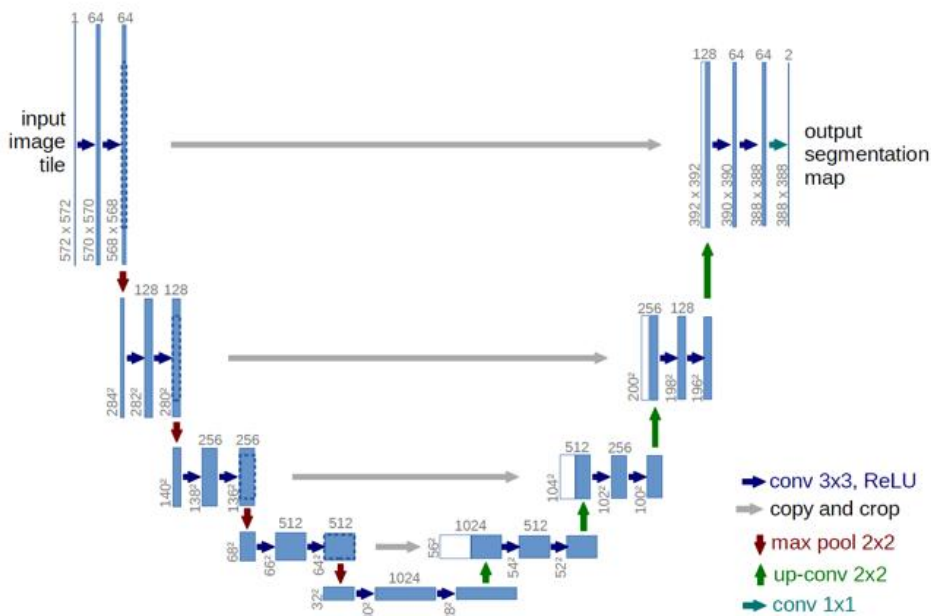 1
64
64
input
image
tile
572 x 572
570 x 570
568 x 568
128
64
64
2
output
segmentation
map
392 x 392
390 x 390
388 x 388
388 x 388
128
128
284²
282²
280²
256
128
200²
198²
196²
256
256
140²
138²
136²
512
256
104²
102²
100²
512
512
68²
66²
64²
1024
512
56²
54²
52²
1024
32²
conv 3x3, ReLU
copy and crop
max pool 2x2
up-conv 2x2
conv 1x1